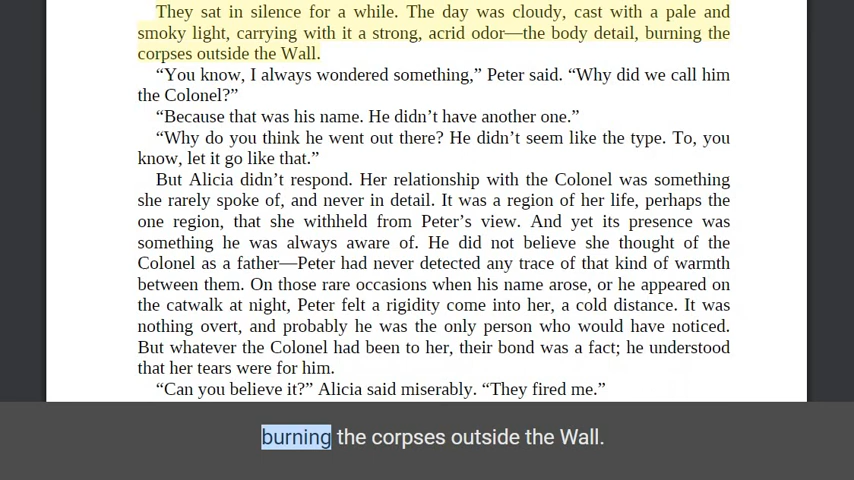 They sat in silence for a while. The day was cloudy, cast with a pale and
smoky light, carrying with it a strong, acrid odor—the body detail, burning the
corpses outside the Wall.
“You know, I always wondered something,” Peter said. “Why did we call him
the Colonel?”
“Because that was his name. He didn’t have another one.”
“Why do you think he went out there? He didn’t seem like the type. To, you
know, let it go like that.”
But Alicia didn’t respond. Her relationship with the Colonel was something
she rarely spoke of, and never in detail. It was a region of her life, perhaps the
one region, that she withheld from Peter’s view. And yet its presence was
something he was always aware of. He did not believe she thought of the
Colonel as a father—Peter had never detected any trace of that kind of warmth
between them. On those rare occasions when his name arose, or he appeared on
the catwalk at night, Peter felt a rigidity come into her, a cold distance. It was
nothing overt, and probably he was the only person who would have noticed.
But whatever the Colonel had been to her, their bond was a fact; he understood
that her tears were for him.
“Can you believe it?” Alicia said miserably. “They fired me.”
burning the corpses outside the Wall.